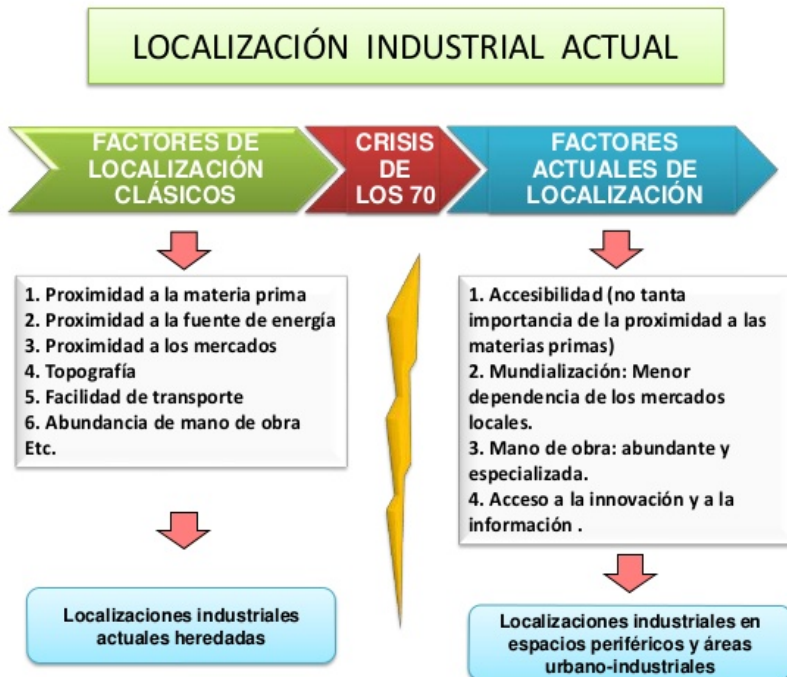 LOCALIZACIÓN INDUSTRIAL ACTUAL
FACTORES DE
LOCALIZACIÓN
CLÁSICOS
CRISIS
DE
LOS 70
FACTORES
ACTUALES DE
LOCALIZACIÓN
1. Proximidad a la materia prima
2. Proximidad a la fuente de energía
3. Proximidad a los mercados
4. Topografía
5. Facilidad de transporte
6. Abundancia de mano de obra
Etc.
1. Accesibilidad (no tanta
importancia de la proximidad a las
materias primas)
2. Mundialización: Menor
dependencia de los mercados
locales.
3. Mano de obra: abundante y
especializada.
4. Acceso a la innovación y a la
información .
Localizaciones industriales
actuales heredadas
Localizaciones industriales en
espacios periféricos y áreas
urbano-industriales